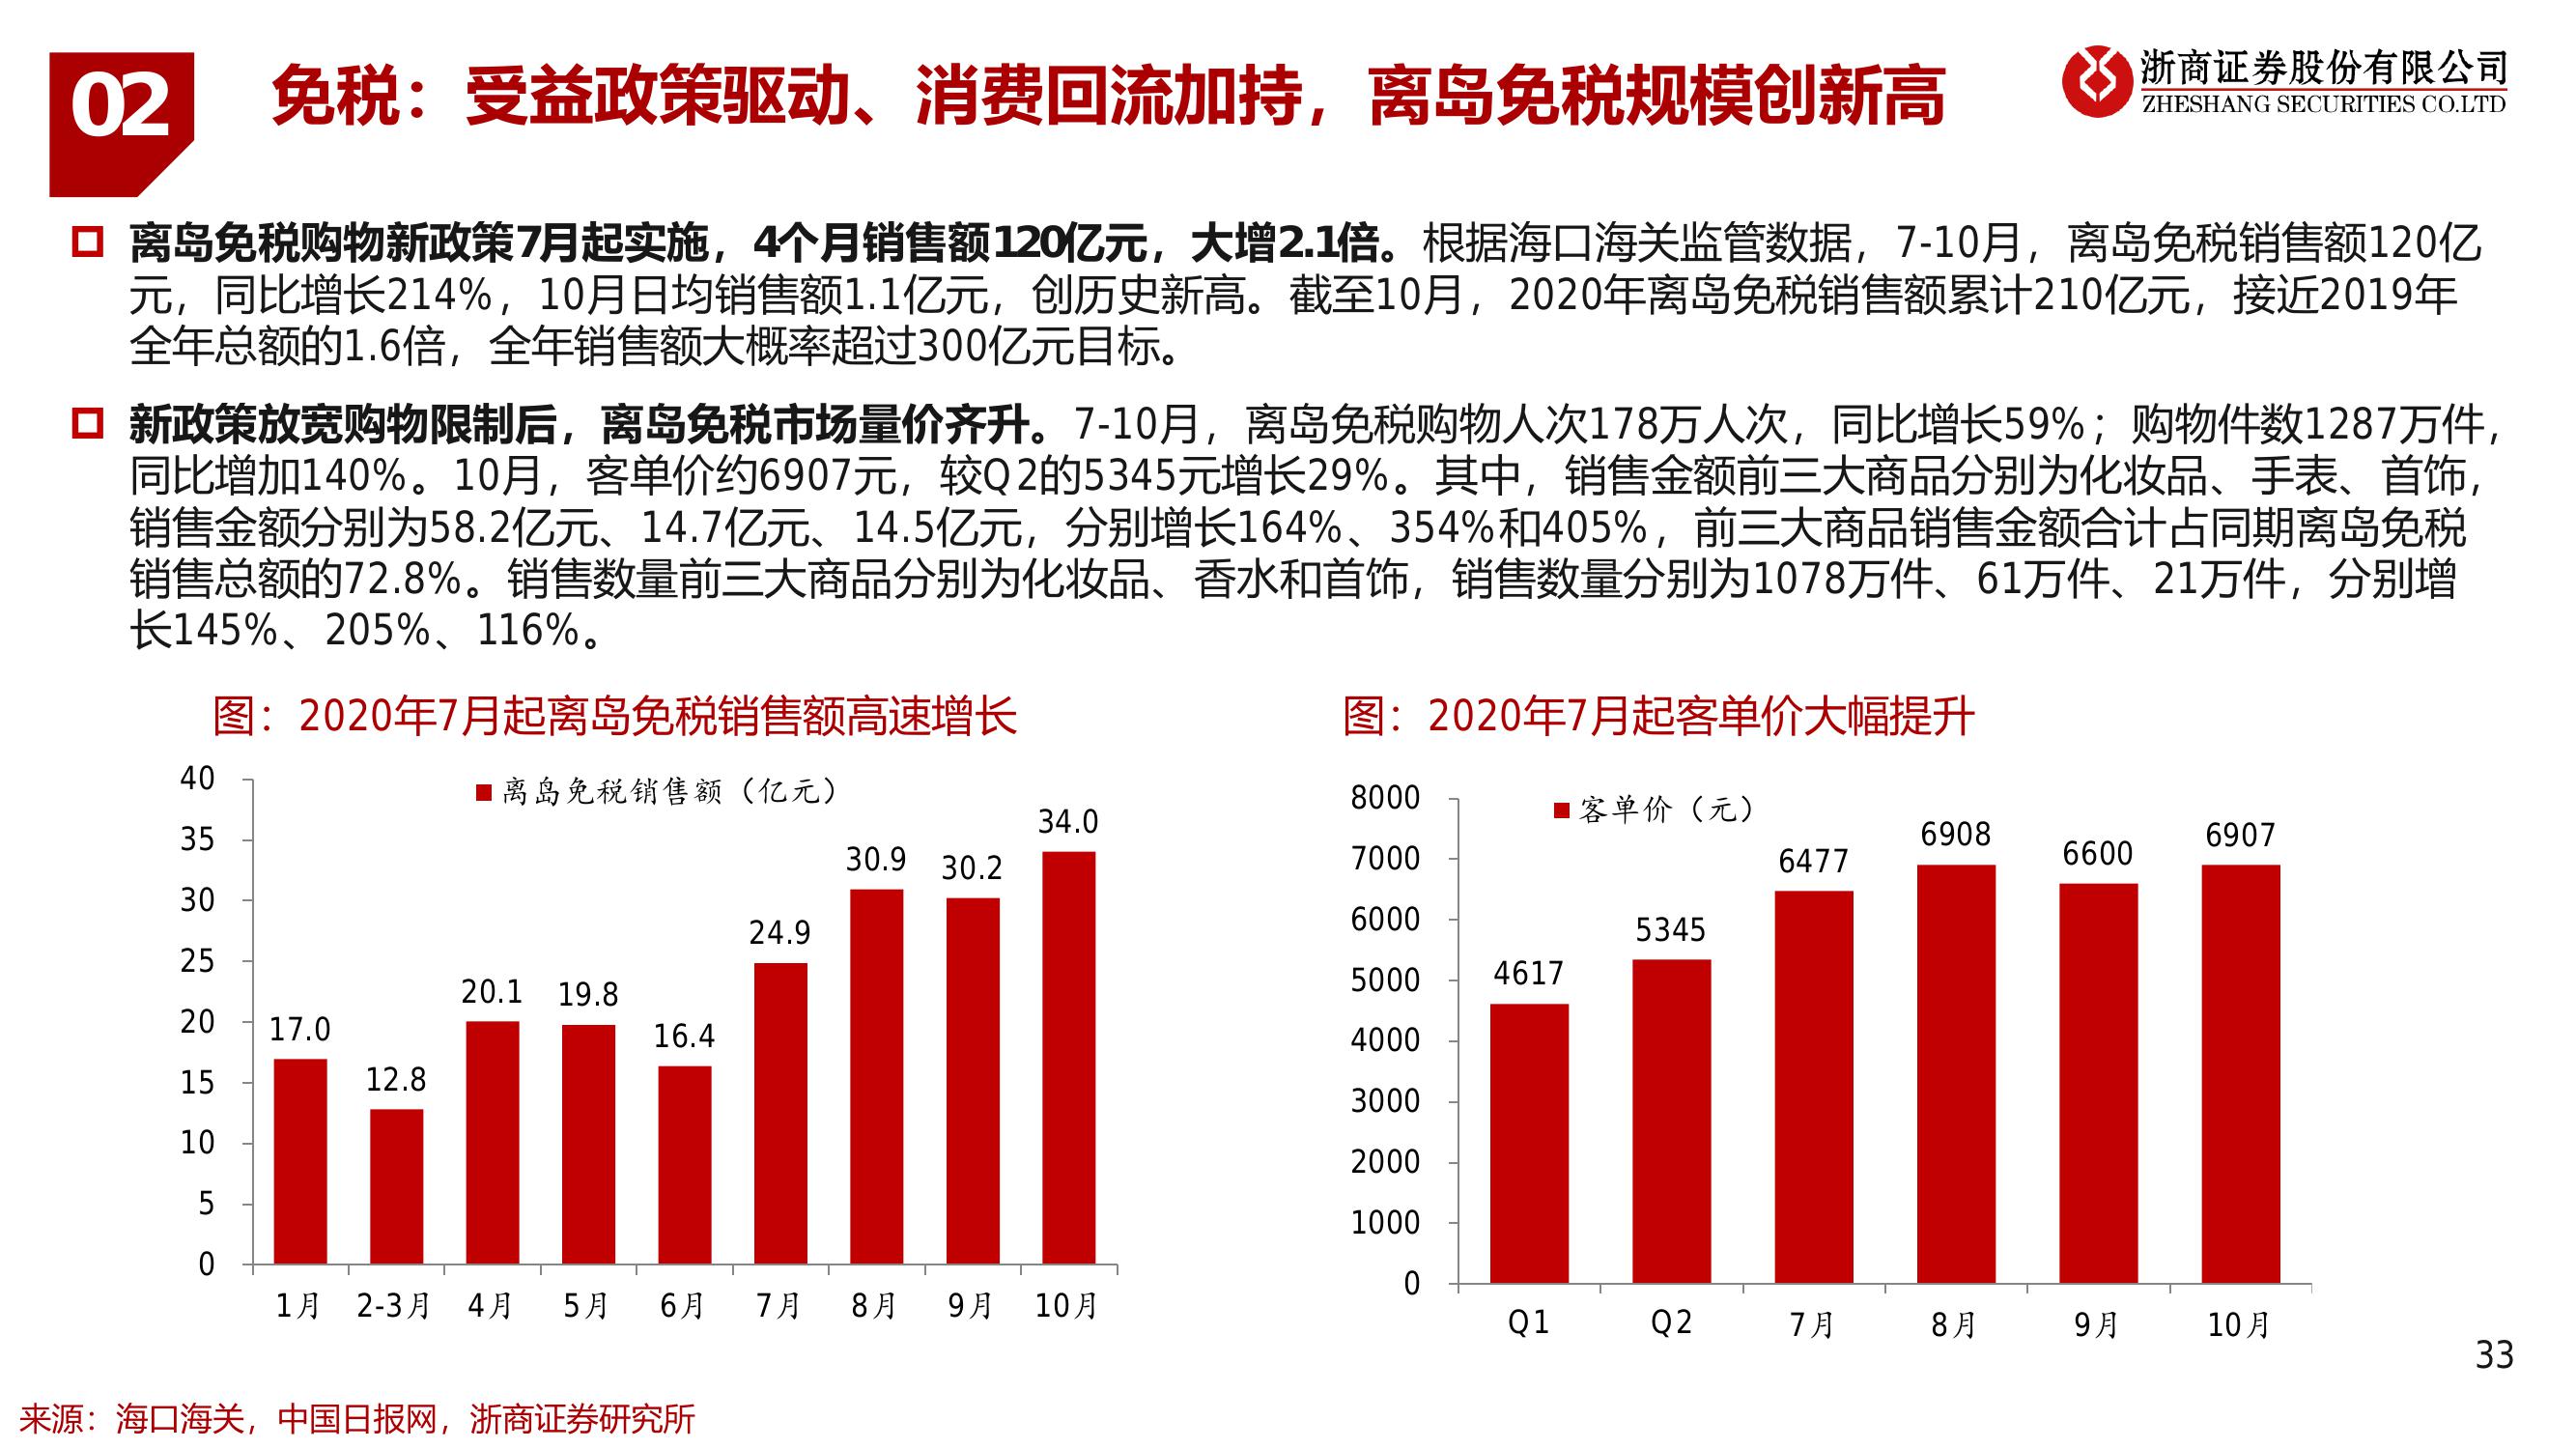 02
免税：受益政策驱动、消费回流加持，离岛免税规模创新高
浙商证券股份有限公司
ZHESHANG SECURITIES CO.LTD
离岛免税购物新政策7月起实施，4个月销售额120亿元，大增2.1倍。根据海口海关监管数据，7-10月，离岛免税销售额120亿
元，同比增长214%，10月日均销售额1.1亿元，创历史新高。截至10月，2020年离岛免税销售额累计210亿元，接近2019年
全年总额的1.6倍，全年销售额大概率超过300亿元目标。
新政策放宽购物限制后，离岛免税市场量价齐升。7-10月，离岛免税购物人次178万人次，同比增长59%；购物件数1287万件，
同比增加140%。10月，客单价约6907元，较Q2的5345元增长29%。其中，销售金额前三大商品分别为化妆品、手表、首饰，
销售金额分别为58.2亿元、14.7亿元、14.5亿元，分别增长164%、354%和405%，前三大商品销售金额合计占同期离岛免税
销售总额的72.8%。销售数量前三大商品分别为化妆品、香水和首饰，销售数量分别为1078万件、61万件、21万件，分别增
长145%、205%、116%。
图：2020年7月起离岛免税销售额高速增长
离岛免税销售额（亿元）
40
35
30
25
20
15
10
5
0
17.0
12.8
20.1
19.8
16.4
24.9
30.9
30.2
34.0
1月 2-3月 4月 5月 6月 7月 8月 9月 10月
图：2020年7月起客单价大幅提升
客单价（元）
8000
7000
6000
5000
4000
3000
2000
1000
0
4617
5345
6477
6908
6600
6907
Q1 Q2 7月 8月 9月 10月
33
来源：海口海关，中国日报网，浙商证券研究所